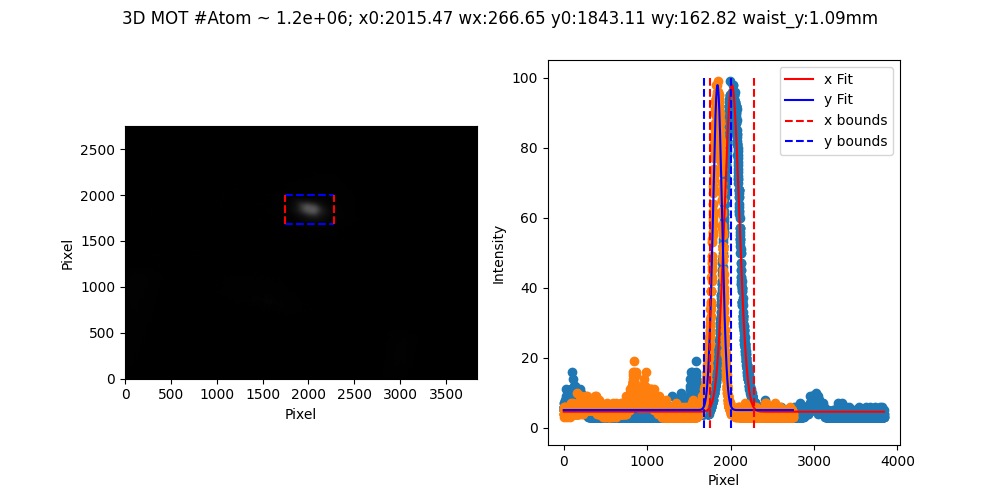 3D MOT #Atom ~ 1.2e+06; x0:2015.47 wx:266.65 y0:1843.11 wy:162.82 waist_y:1.09mm
2500
2000
1500
1000
500
0
Pixel
0 500 1000 1500 2000 2500 3000 3500
Pixel
100
80
60
40
20
0
Intensity
0 1000 2000 3000 4000
Pixel
x Fit
y Fit
x bounds
y bounds